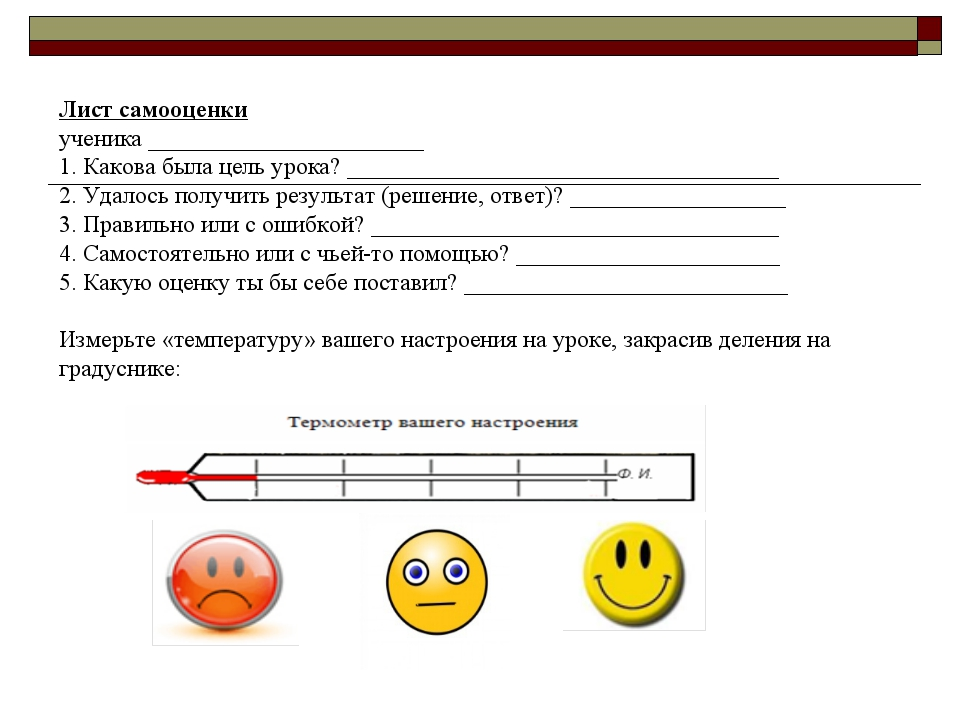 Лист самооценки
ученика _______________________
1. Какова была цель урока? ____________________________________
2. Удалось получить результат (решение, ответ)? __________________
3. Правильно или с ошибкой? __________________________________
4. Самостоятельно или с чьей-то помощью? ______________________
5. Какую оценку ты бы себе поставил? ___________________________
Измерьте «температуру» вашего настроения на уроке, закрасив деления на
градуснике:
Термометр вашего настроения
Ф. И.